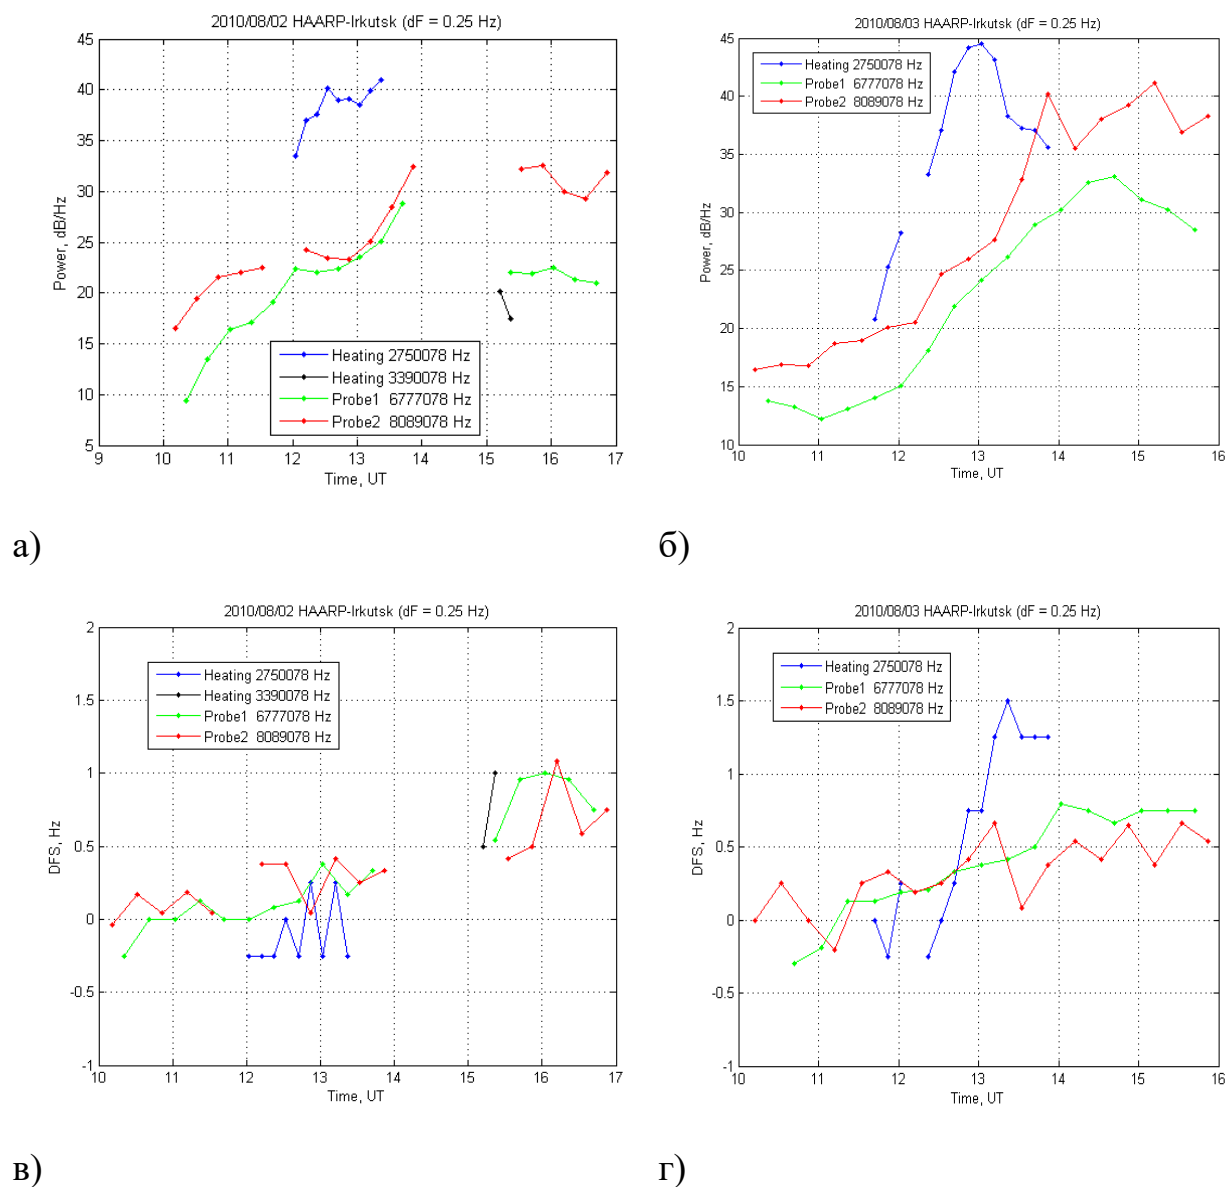 2010/08/02 HAARP-Irkutsk (dF = 0.25 Hz)
45
40
35
30
25
20
15
10
5
Power, dB/Hz
Heating 2750078 Hz
Heating 3390078 Hz
Probe1 6777078 Hz
Probe2 8089078 Hz
9 10 11 12 13 14 15 16 17
Time, UT
а)
2010/08/03 HAARP-Irkutsk (dF = 0.25 Hz)
45
40
35
30
25
20
15
10
Power, dB/Hz
Heating 2750078 Hz
Probe1 6777078 Hz
Probe2 8089078 Hz
10 11 12 13 14 15 16
Time, UT
б)
2010/08/02 HAARP-Irkutsk (dF = 0.25 Hz)
2
1.5
1
0.5
0
-0.5
-1
DFS, Hz
Heating 2750078 Hz
Heating 3390078 Hz
Probe1 6777078 Hz
Probe2 8089078 Hz
10 11 12 13 14 15 16 17
Time, UT
в)
2010/08/03 HAARP-Irkutsk (dF = 0.25 Hz)
2
1.5
1
0.5
0
-0.5
-1
DFS, Hz
Heating 2750078 Hz
Probe1 6777078 Hz
Probe2 8089078 Hz
10 11 12 13 14 15 16
Time, UT
г)